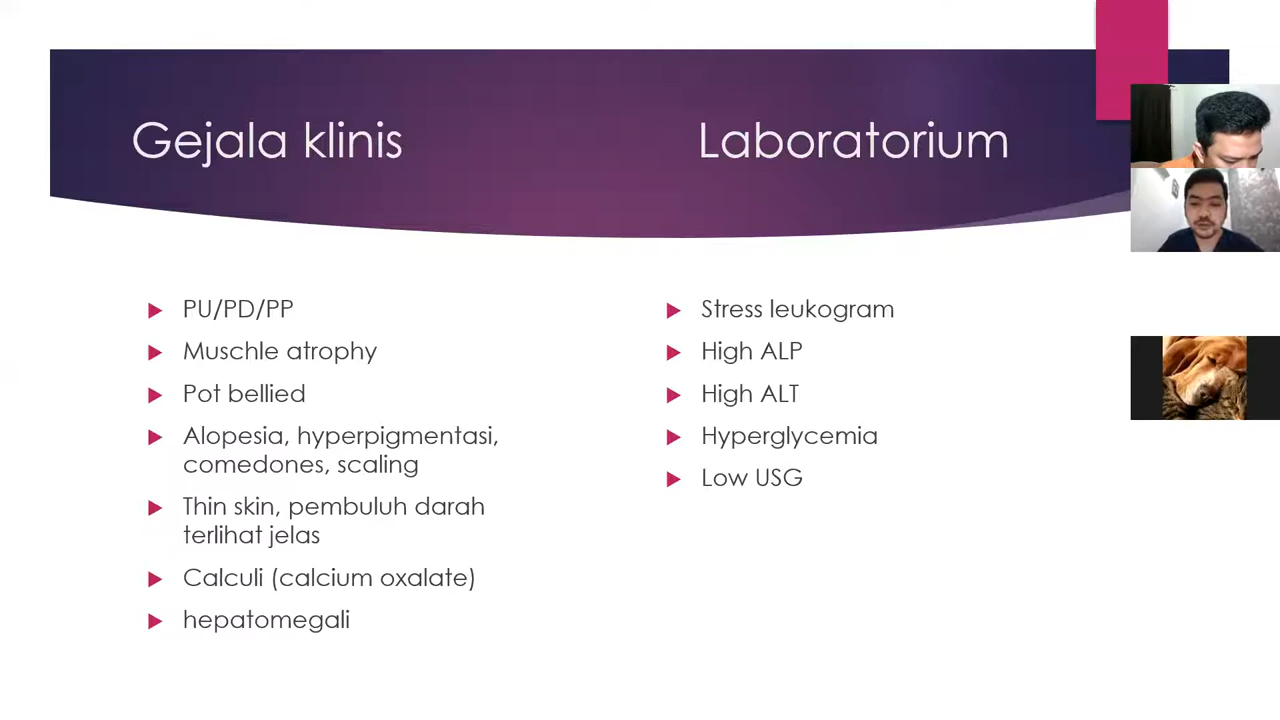 Gejala klinis
Laboratorium
PU/PD/PP
Muschle atrophy
Pot bellied
Alopesia, hyperpigmentasi,
comedones, scaling
Thin skin, pembuluh darah
terlihat jelas
Calculi (calcium oxalate)
hepatomegali
Stress leukogram
High ALP
High ALT
Hyperglycemia
Low USG